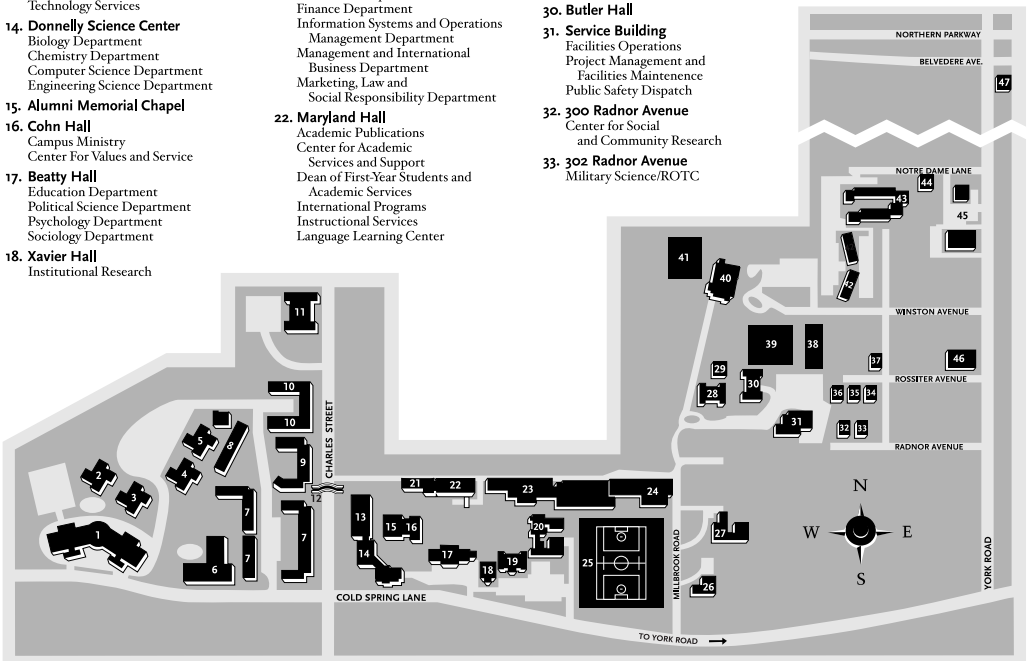 Technology Services
14. Donnelly Science Center
Biology Department
Chemistry Department
Computer Science Department
Engineering Science Department
15. Alumni Memorial Chapel
16. Cohn Hall
Campus Ministry
Center For Values and Service
17. Beatty Hall
Education Department
Political Science Department
Psychology Department
Sociology Department
18. Xavier Hall
Institutional Research
Finance Department
Information Systems and Operations
Management Department
Management and International
Business Department
Marketing, Law and
Social Responsibility Department
22. Maryland Hall
Academic Publications
Center for Academic
Services and Support
Dean of First-Year Students and
Academic Services
International Programs
Instructional Services
Language Learning Center
30. Butler Hall
31. Service Building
Facilities Operations
Project Management and
Facilities Maintenence
Public Safety Dispatch
32. 300 Radnor Avenue
Center for Social
and Community Research
33. 302 Radnor Avenue
Military Science/ROTC
NORTHERN PARKWAY
BELVEDERE AVE.
47
NOTRE DAME LANE
44
43
45
41
40
42
WINSTON AVENUE
11
39
38
37
46
29
ROSSITER AVENUE
10
28
30
36
35
34
10
31
32
33
CHARLES STREET
5
8
RADNOR AVENUE
9
2
4
3
12
21
22
23
24
N
W
E
S
1
7
7
7
13
15
16
20
27
14
17
19
18
25
6
26
MILLBROOK ROAD
YORK ROAD
COLD SPRING LANE
TO YORK ROAD